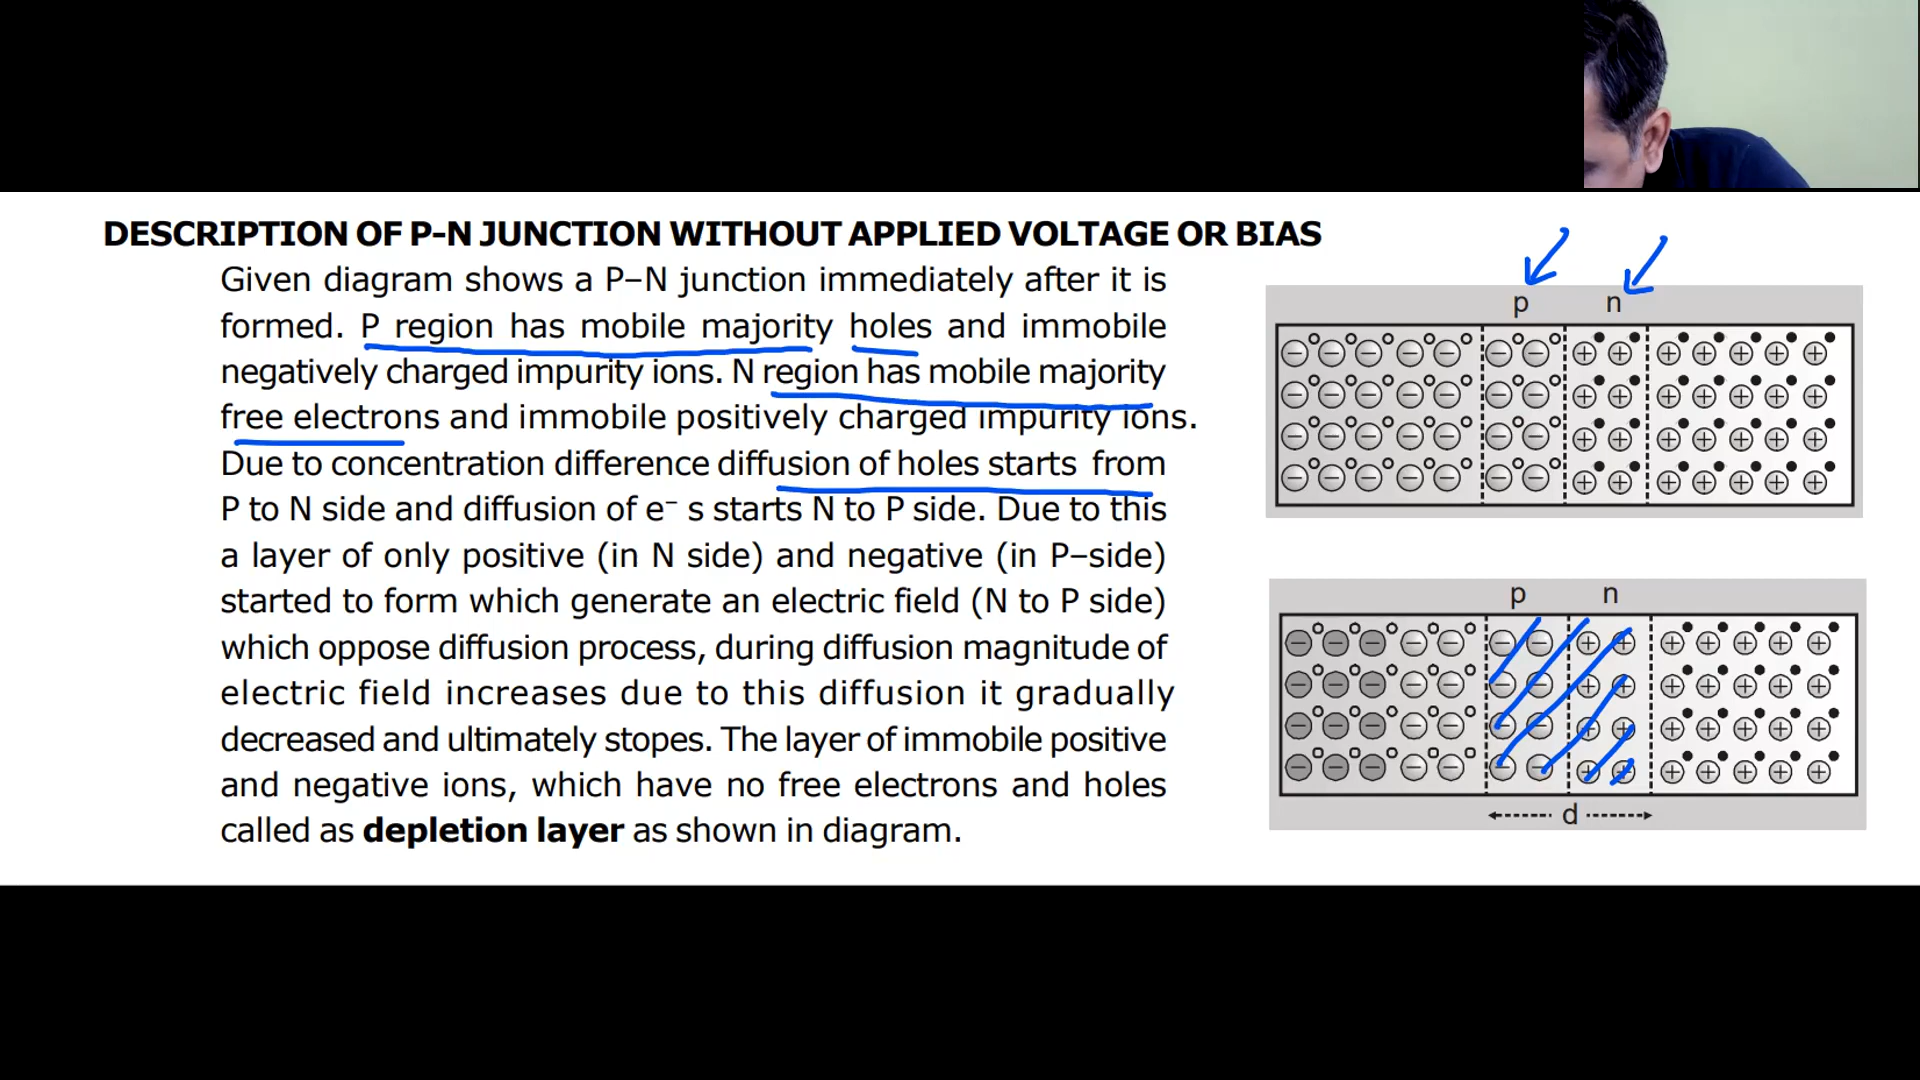 DESCRIPTION OF P-N JUNCTION WITHOUT APPLIED VOLTAGE OR BIAS
Given diagram shows a P–N junction immediately after it is
formed. P region has mobile majority holes and immobile
negatively charged impurity ions. N region has mobile majority
free electrons and immobile positively charged impurity ions.
Due to concentration difference diffusion of holes starts from
P to N side and diffusion of e⁻ s starts N to P side. Due to this
a layer of only positive (in N side) and negative (in P–side)
started to form which generate an electric field (N to P side)
which oppose diffusion process, during diffusion magnitude of
electric field increases due to this diffusion it gradually
decreased and ultimately stopes. The layer of immobile positive
and negative ions, which have no free electrons and holes
called as depletion layer as shown in diagram.
p n
p n
d